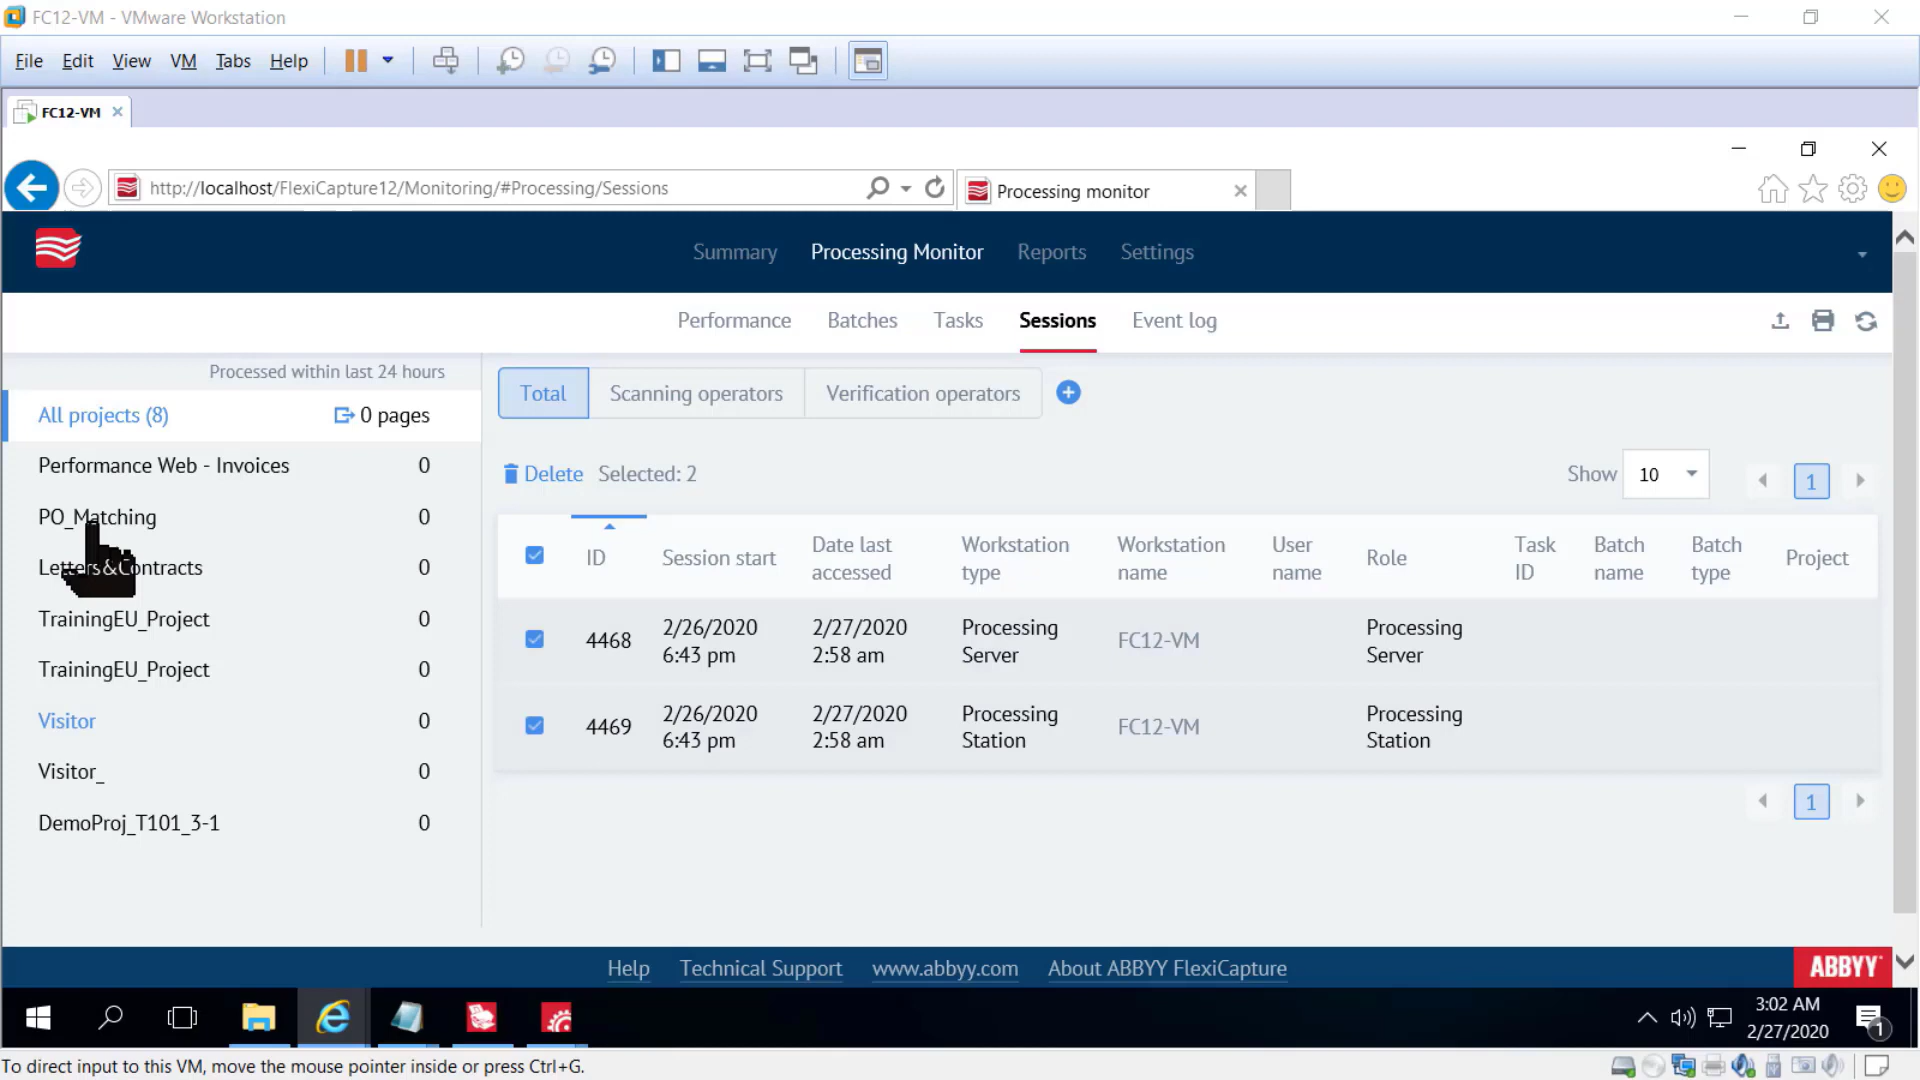 FC12-VM - VMware Workstation
File Edit View VM Tabs Help
FC12-VM
http://localhost/FlexiCapture12/Monitoring/#Processing/Sessions
Processing monitor
Summary Processing Monitor Reports Settings
Performance Batches Tasks Sessions Event log
Processed within last 24 hours
All projects (8) 0 pages
Performance Web - Invoices 0
PO_Matching 0
Letters&Contracts 0
TrainingEU_Project 0
TrainingEU_Project 0
Visitor 0
Visitor_ 0
DemoProj_T101_3-1 0
Total Scanning operators Verification operators
Delete Selected: 2 Show 10 1
ID Session start Date last accessed Workstation type Workstation name User name Role Task ID Batch name Batch type Project
4468 2/26/2020 6:43 pm 2/27/2020 2:58 am Processing Server FC12-VM Processing Server
4469 2/26/2020 6:43 pm 2/27/2020 2:58 am Processing Station FC12-VM Processing Station
1
Help Technical Support www.abbyy.com About ABBYY FlexiCapture ABBYY
3:02 AM
2/27/2020
1
To direct input to this VM, move the mouse pointer inside or press Ctrl+G.